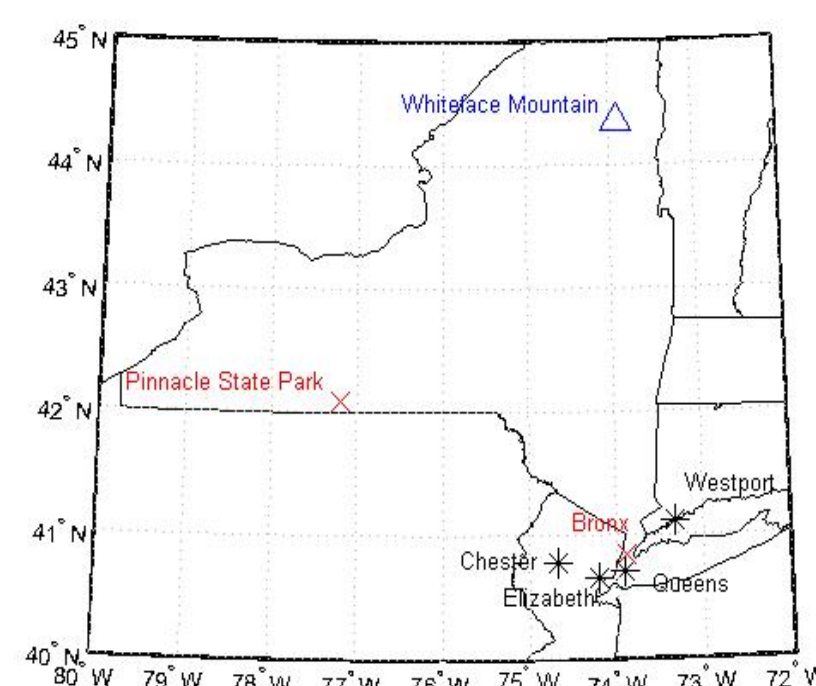 45° N
Whiteface Mountain
44° N
43° N
Pinnacle State Park
42° N
Westport
41° N
Bronx
Chester
Queens
Elizabeth
40° N
80° W 79° W 78° W 77° W 76° W 75° W 74° W 73° W 72° W